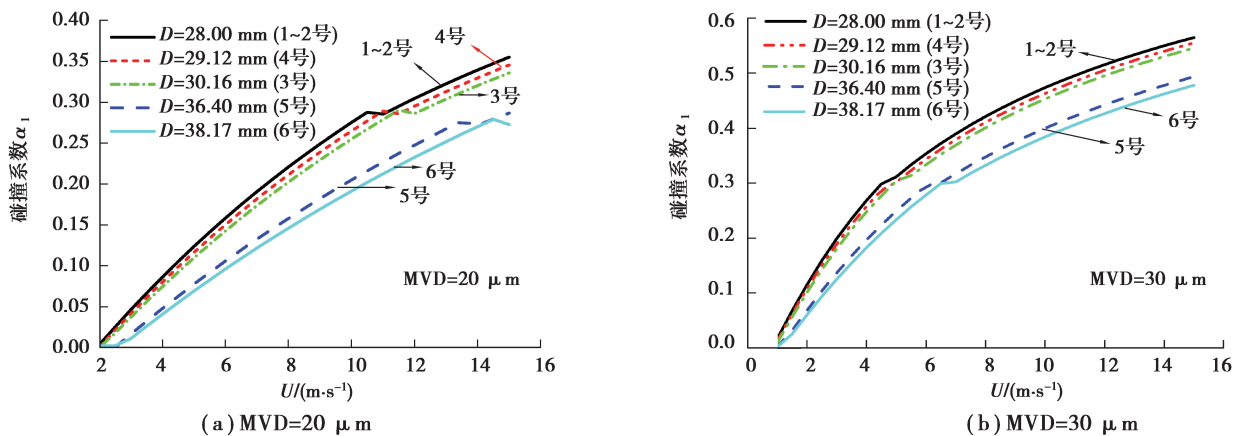 0.40
0.35
0.30
0.25
0.20
0.15
0.10
0.05
0.00
碰撞系数α₁
D=28.00 mm (1~2号)
D=29.12 mm (4号)
D=30.16 mm (3号)
D=36.40 mm (5号)
D=38.17 mm (6号)
1~2号
4号
3号
6号
5号
MVD=20 μm
2 4 6 8 10 12 14 16
U/(m·s⁻¹)
(a) MVD=20 μm
0.6
0.5
0.4
0.3
0.2
0.1
0.0
碰撞系数α₁
D=28.00 mm (1~2号)
D=29.12 mm (4号)
D=30.16 mm (3号)
D=36.40 mm (5号)
D=38.17 mm (6号)
1~2号
6号
5号
MVD=30 μm
0 2 4 6 8 10 12 14 16
U/(m·s⁻¹)
(b) MVD=30 μm